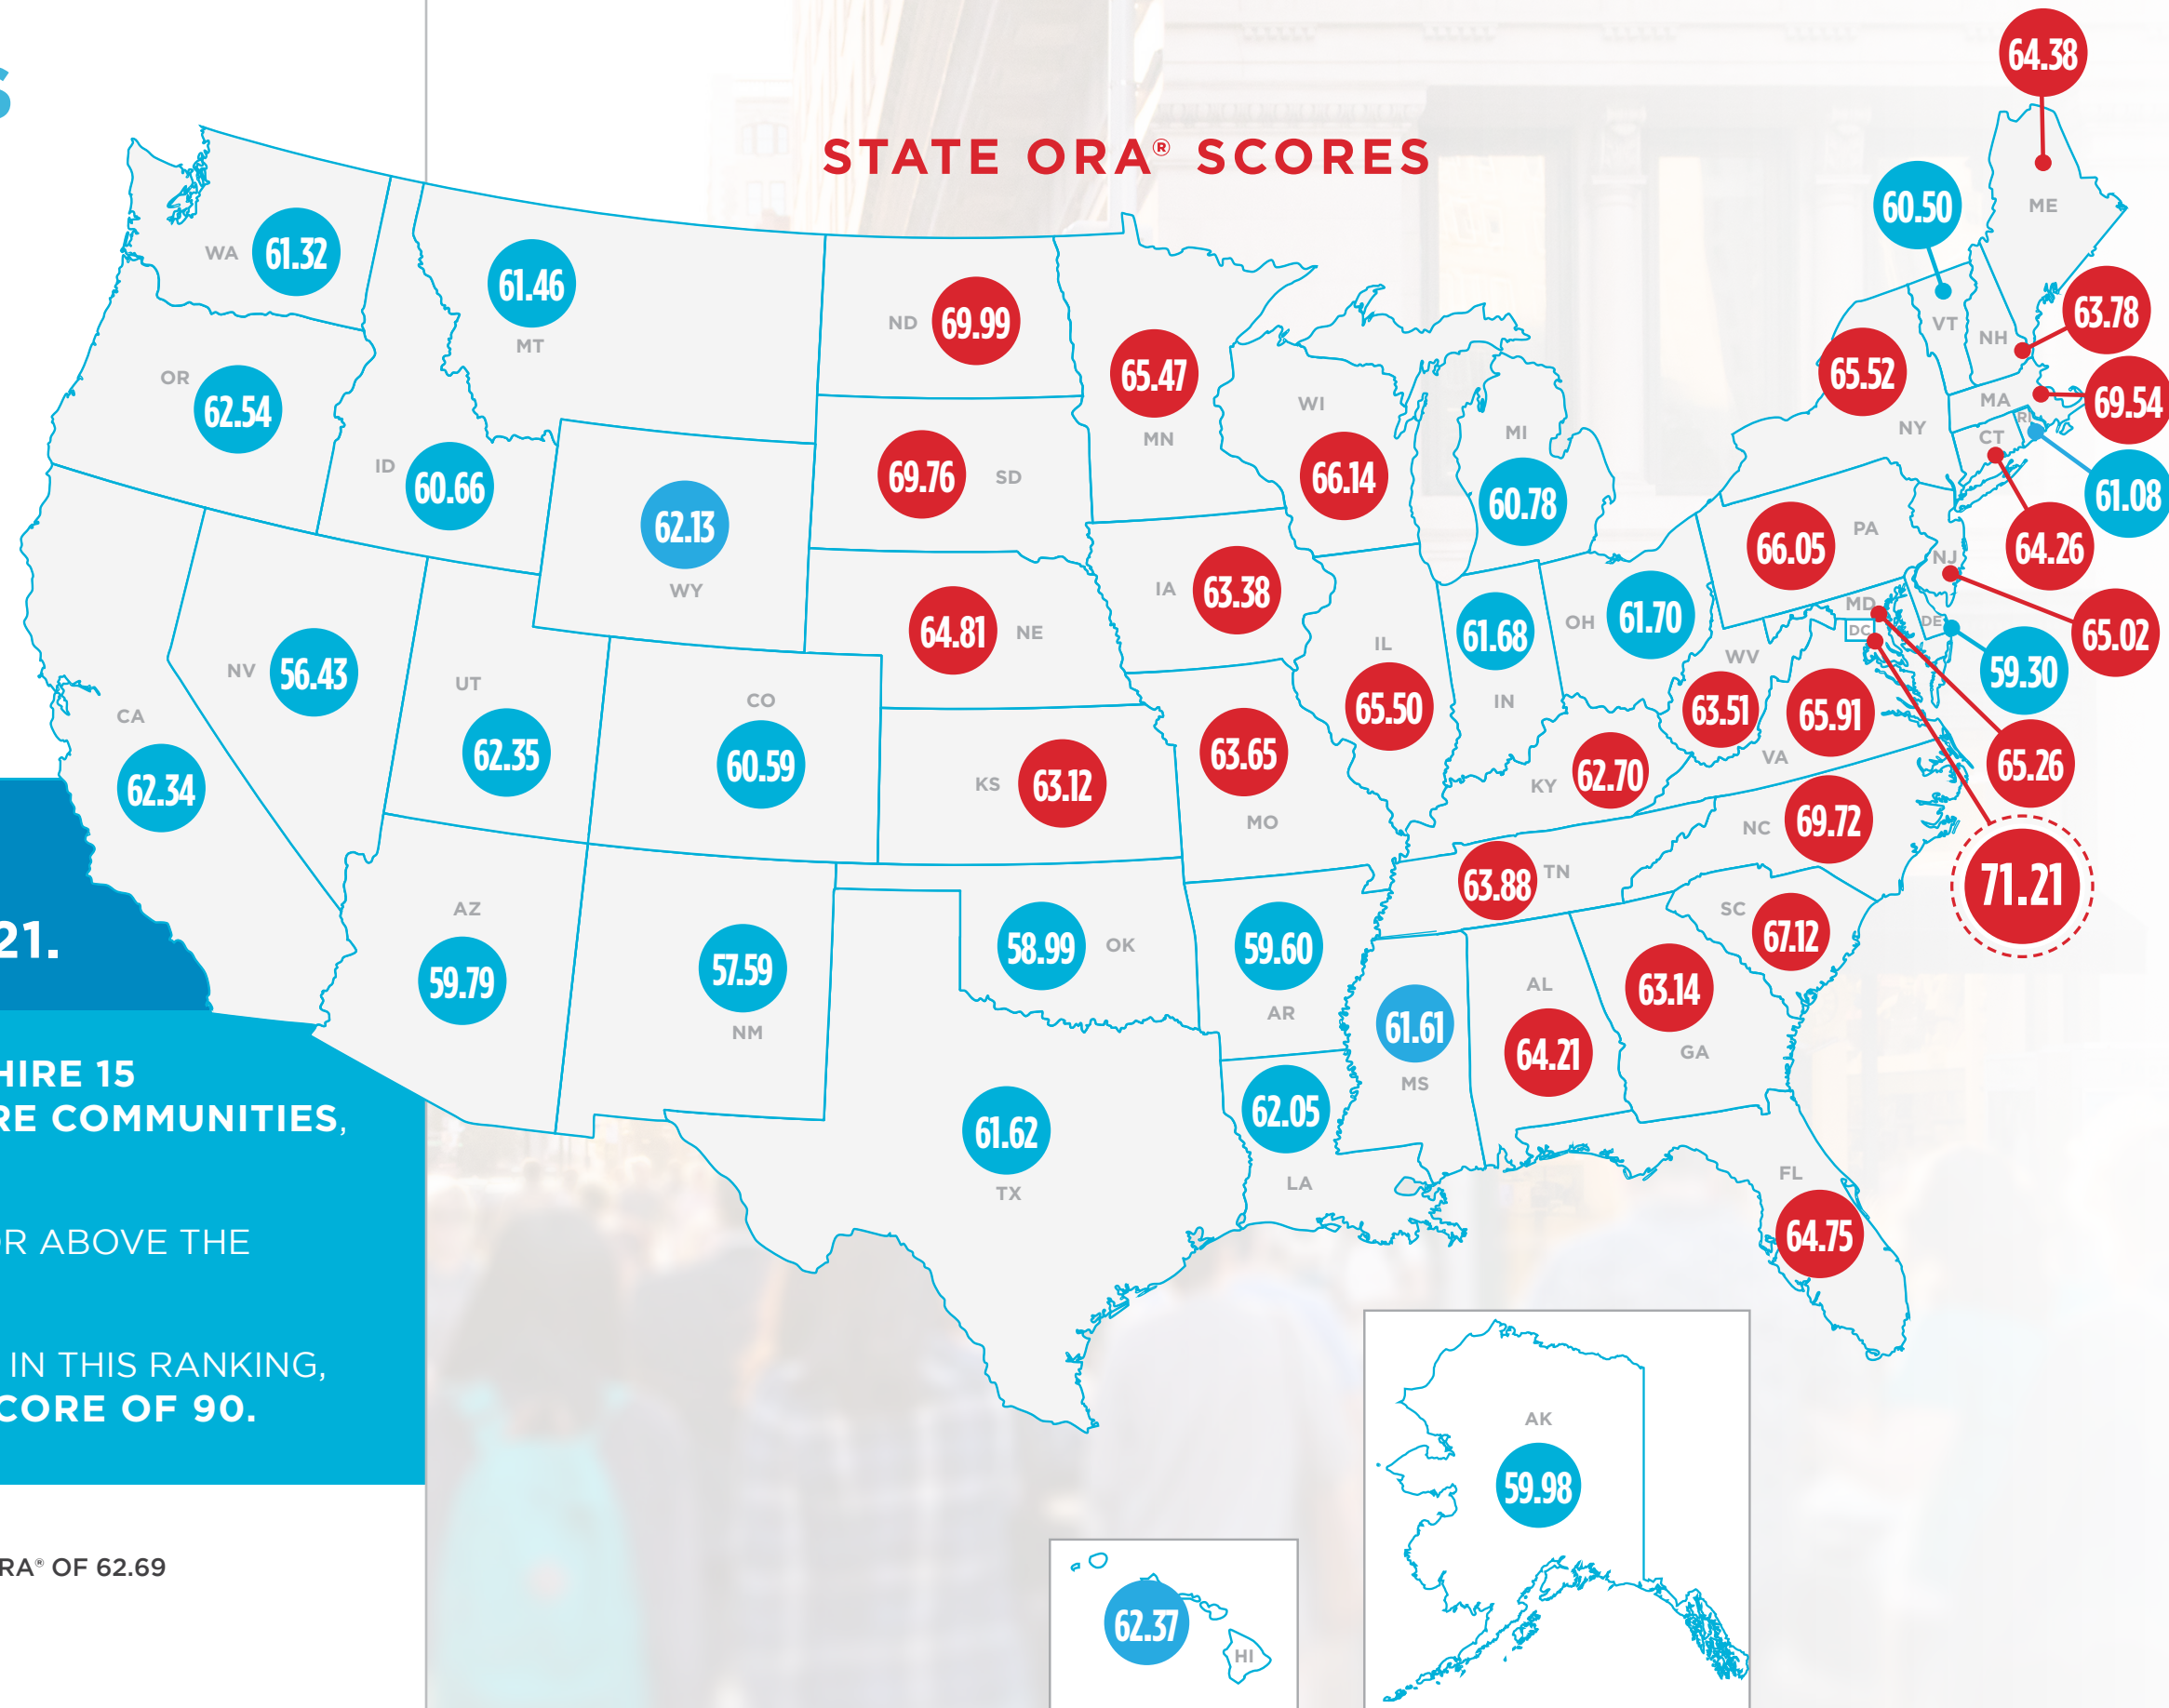 S
STATE ORA® SCORES
64.38
ME
60.50
VT
WA 61.32
61.46
MT
ND 69.99
65.47
MN
63.78
NH
65.52
NY
69.54
MA
OR
62.54
ID
60.66
WI
66.14
MI
60.78
RI
61.08
CT
64.26
69.76 SD
62.13
WY
PA
66.05
NJ
65.02
IA 63.38
MD
65.26
DC
71.21
DE
59.30
64.81 NE
IL
65.50
61.68
IN
OH 61.70
WV
63.51
65.91
VA
NV 56.43
UT
62.35
CO
60.59
CA
62.34
KS 63.12
63.65
MO
KY 62.70
NC 69.72
63.88 TN
SC
67.12
AZ
59.79
57.59
NM
58.99 OK
59.60
AR
61.61
MS
AL
64.21
63.14
GA
21.
HIRE 15
RE COMMUNITIES,
OR ABOVE THE
IN THIS RANKING,
CORE OF 90.
61.62
TX
62.05
LA
FL
64.75
AK
59.98
62.37
HI
RA® OF 62.69